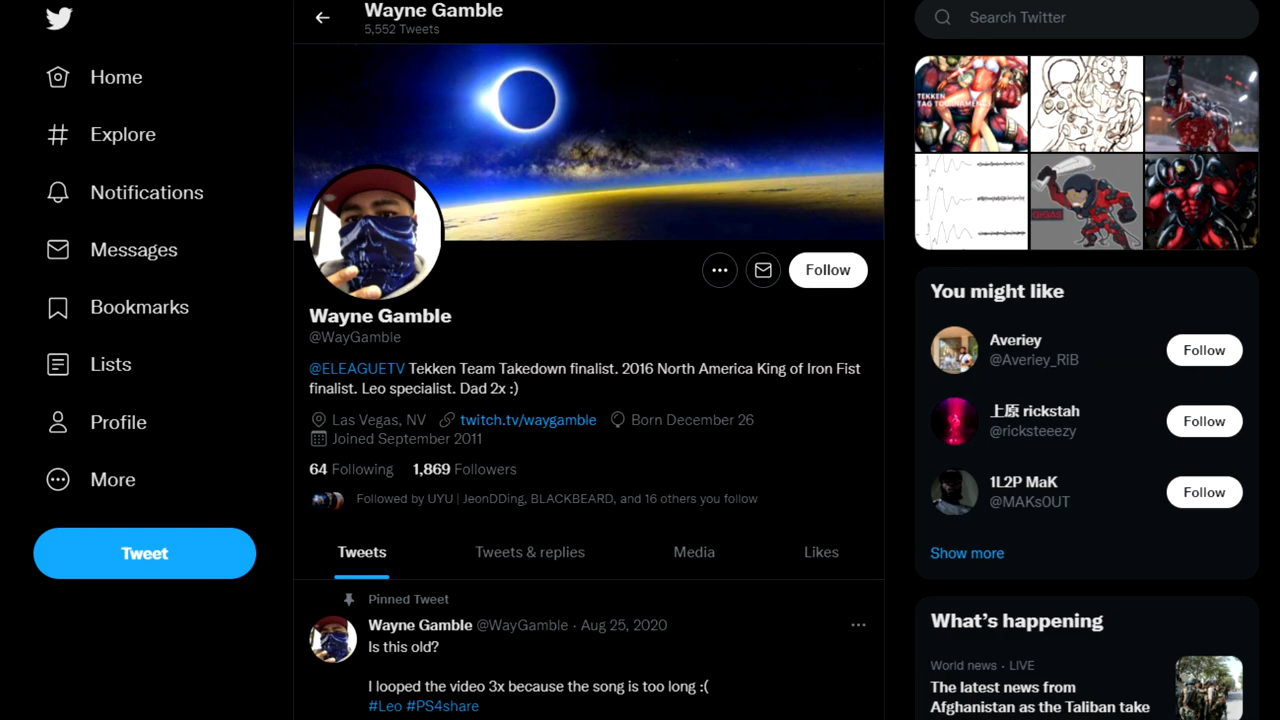 Wayne Gamble
5,552 Tweets
Search Twitter
Home
Explore
Notifications
Messages
Bookmarks
Lists
Profile
More
Tweet
Follow
Wayne Gamble
@WayGamble
@ELEAGUETV Tekken Team Takedown finalist. 2016 North America King of Iron Fist
finalist. Leo specialist. Dad 2x :)
Las Vegas, NV twitch.tv/waygamble Born December 26
Joined September 2011
64 Following 1,869 Followers
Followed by UYU | JeonDDing, BLACKBEARD, and 16 others you follow
Tweets Tweets & replies Media Likes
Pinned Tweet
Wayne Gamble @WayGamble · Aug 25, 2020
Is this old?
I looped the video 3x because the song is too long :(
#Leo #PS4share
TEKKEN
TAG TOURNAMENT
GIGAS
You might like
Averiey
@Averiey_RiB
Follow
上原 rickstah
@ricksteeezy
Follow
1L2P MaK
@MAKs0UT
Follow
Show more
What's happening
World news · LIVE
The latest news from
Afghanistan as the Taliban take